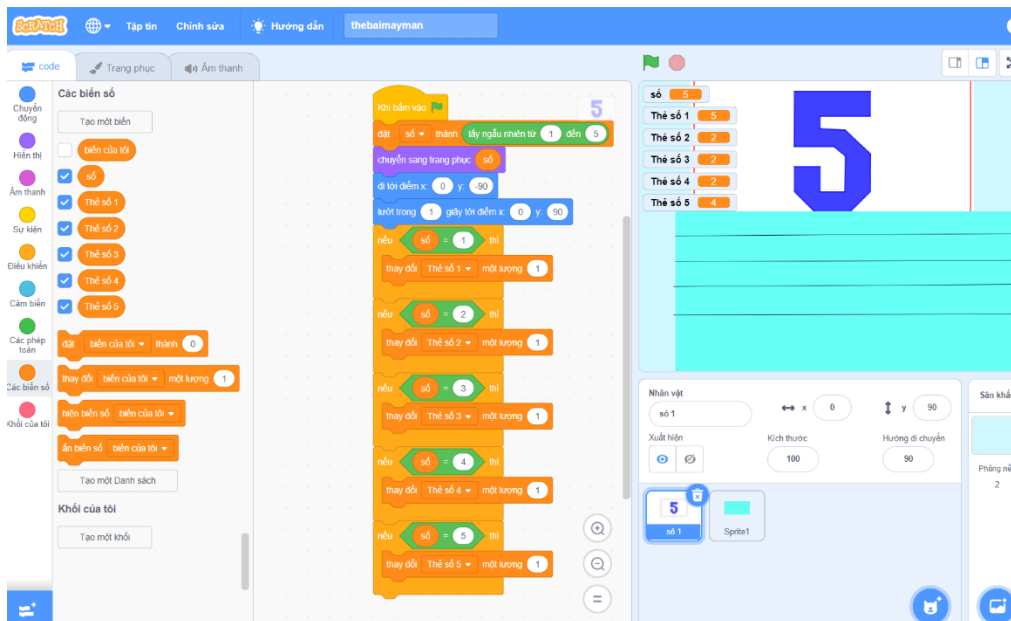 SCRATCH
Tập tin
Chỉnh sửa
Hướng dẫn
thebaimayman
code
Trang phục
Âm thanh
Chuyển động
Hiển thị
Âm thanh
Sự kiện
Điều khiển
Cảm biến
Các phép toán
Các biến số
Khối của tôi
Các biến số
Tạo một biến
biến của tôi
số
Thẻ số 1
Thẻ số 2
Thẻ số 3
Thẻ số 4
Thẻ số 5
đặt biến của tôi thành 0
thay đổi biến của tôi một lượng 1
hiện biến số biến của tôi
ẩn biến số biến của tôi
Tạo một Danh sách
Khối của tôi
Tạo một khối
Khi bấm vào
đặt số thành lấy ngẫu nhiên từ 1 đến 5
chuyển sang trang phục số
đi tới điểm x: 0 y: -90
lướt trong 1 giây tới điểm x: 0 y: 90
nếu số = 1 thì
thay đổi Thẻ số 1 một lượng 1
nếu số = 2 thì
thay đổi Thẻ số 2 một lượng 1
nếu số = 3 thì
thay đổi Thẻ số 3 một lượng 1
nếu số = 4 thì
thay đổi Thẻ số 4 một lượng 1
nếu số = 5 thì
thay đổi Thẻ số 5 một lượng 1
5
số 5
Thẻ số 1 5
Thẻ số 2 2
Thẻ số 3 2
Thẻ số 4 2
Thẻ số 5 4
5
Nhân vật
số 1
x 0
y 90
Xuất hiện
Kích thước
100
Hướng di chuyển
90
5
số 1
Sprite1
Sân khấ
Phông nề
2